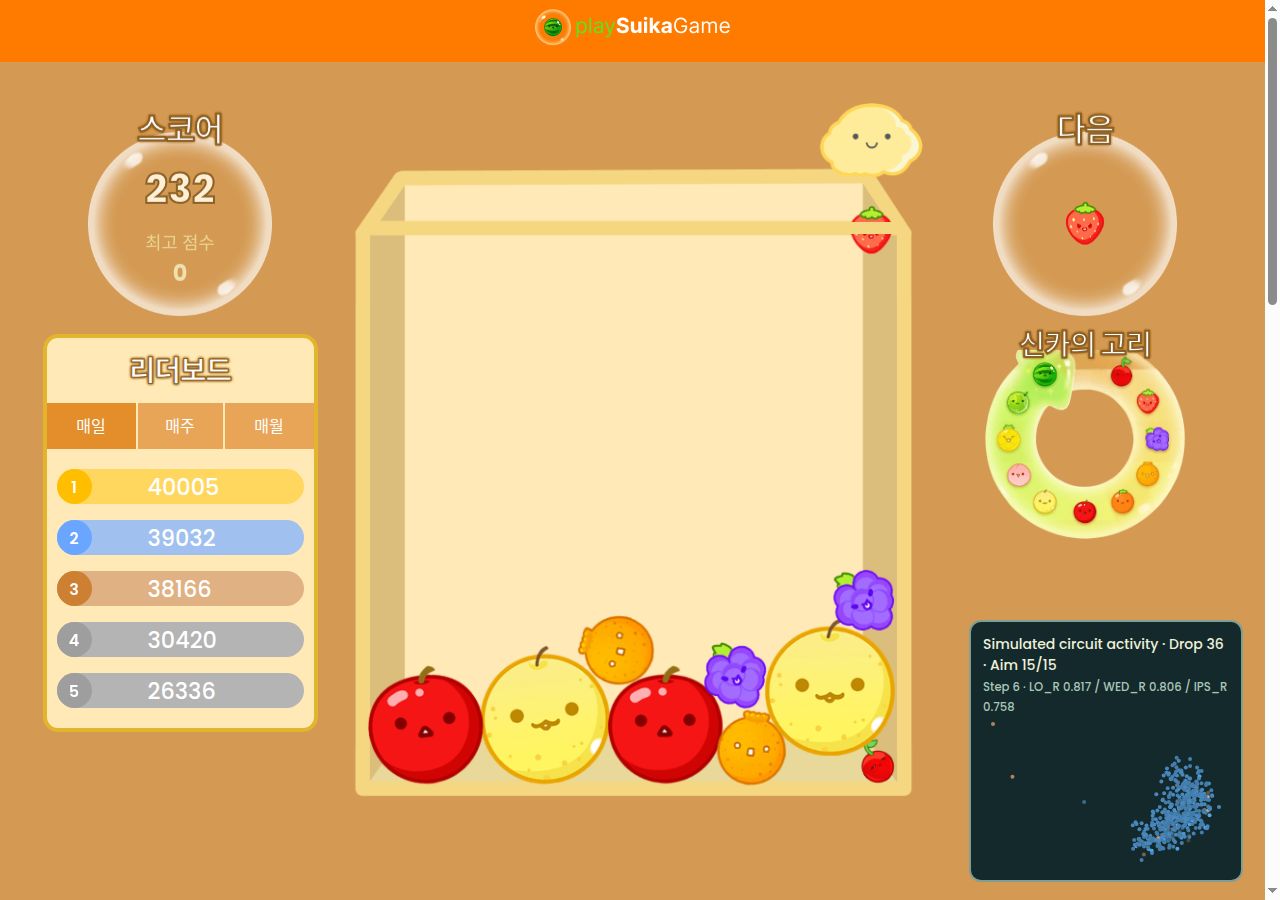 playSuikaGame
스코어
232
최고 점수
0
리더보드
매일 매주 매월
1 40005
2 39032
3 38166
4 30420
5 26336
다음
신카의 고리
Simulated circuit activity · Drop 36
· Aim 15/15
Step 6 · LO_R 0.817 / WED_R 0.806 / IPS_R
0.758